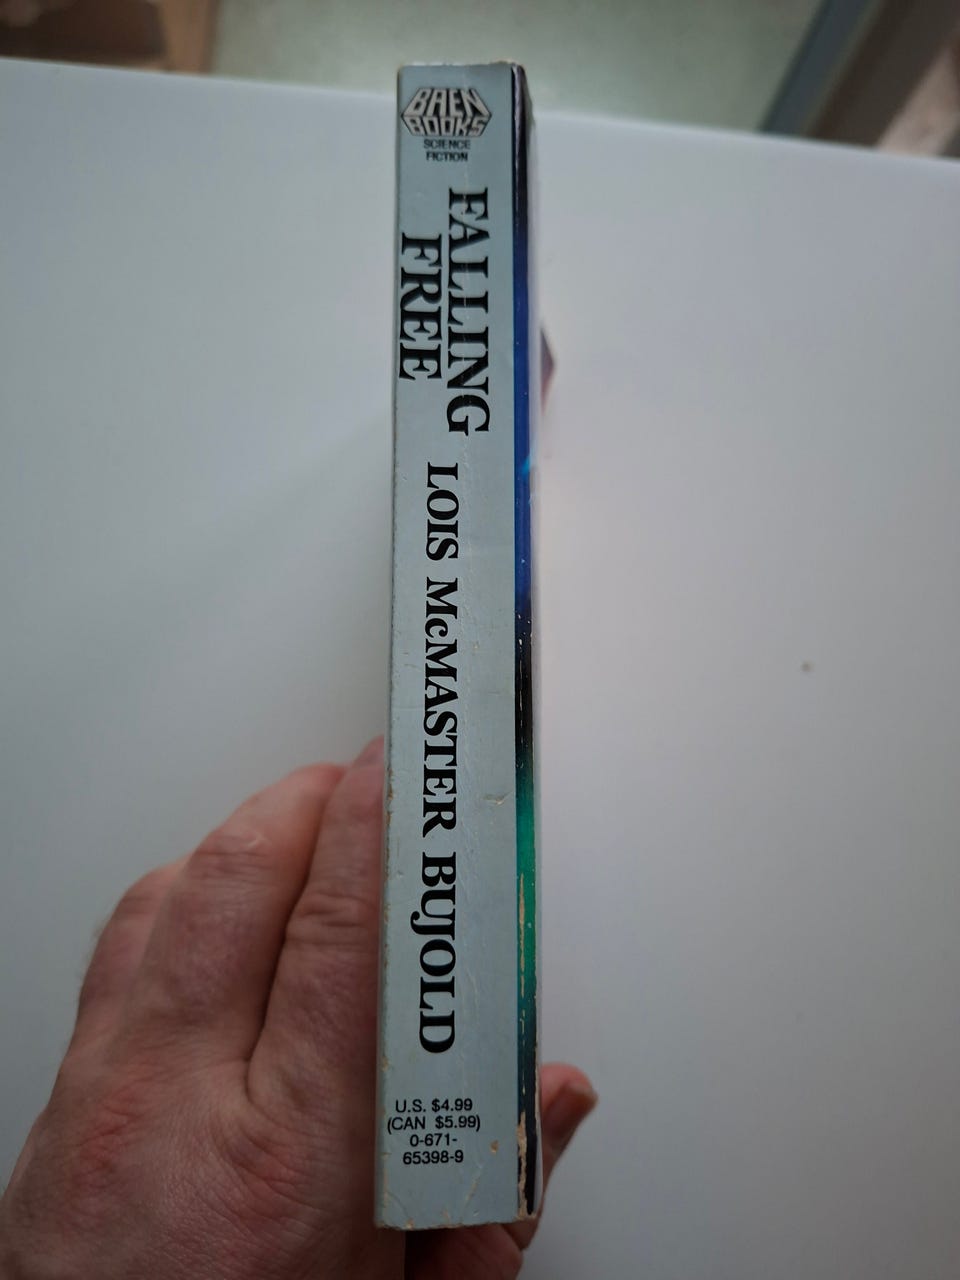 BAEN
BOOKS
SCIENCE
FICTION
FALLING
FREE
LOIS McMASTER BUJOLD
U.S. $4.99
(CAN $5.99)
0-671-
65398-9